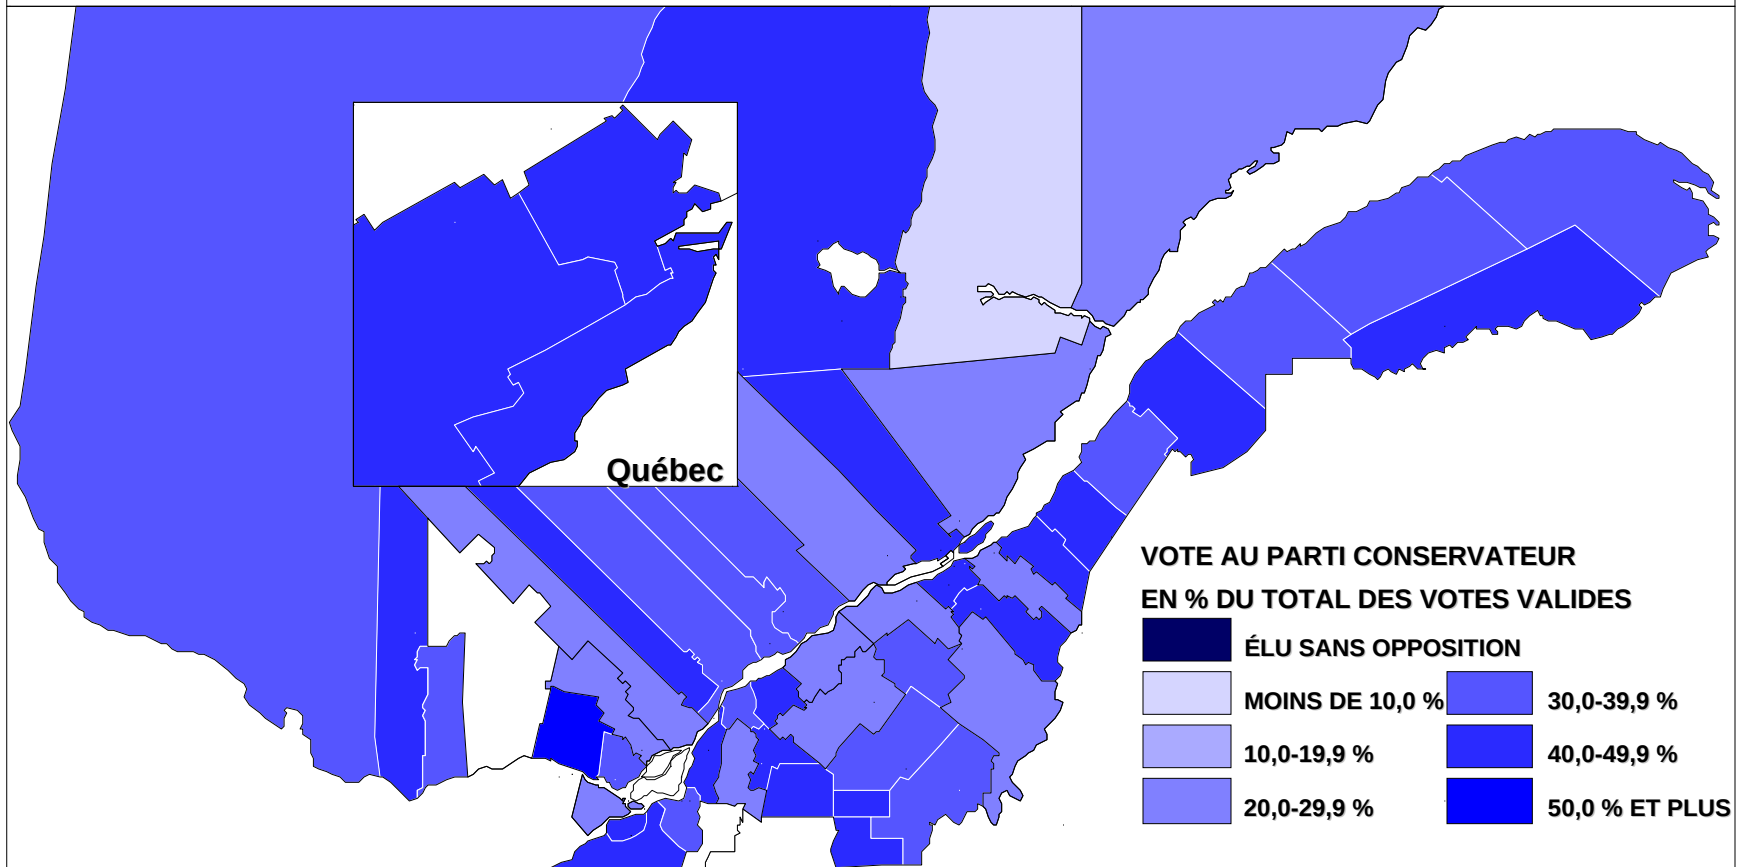 Québec
VOTE AU PARTI CONSERVATEUR
EN % DU TOTAL DES VOTES VALIDES
ÉLU SANS OPPOSITION
MOINS DE 10,0 %
30,0-39,9 %
10,0-19,9 %
40,0-49,9 %
20,0-29,9 %
50,0 % ET PLUS